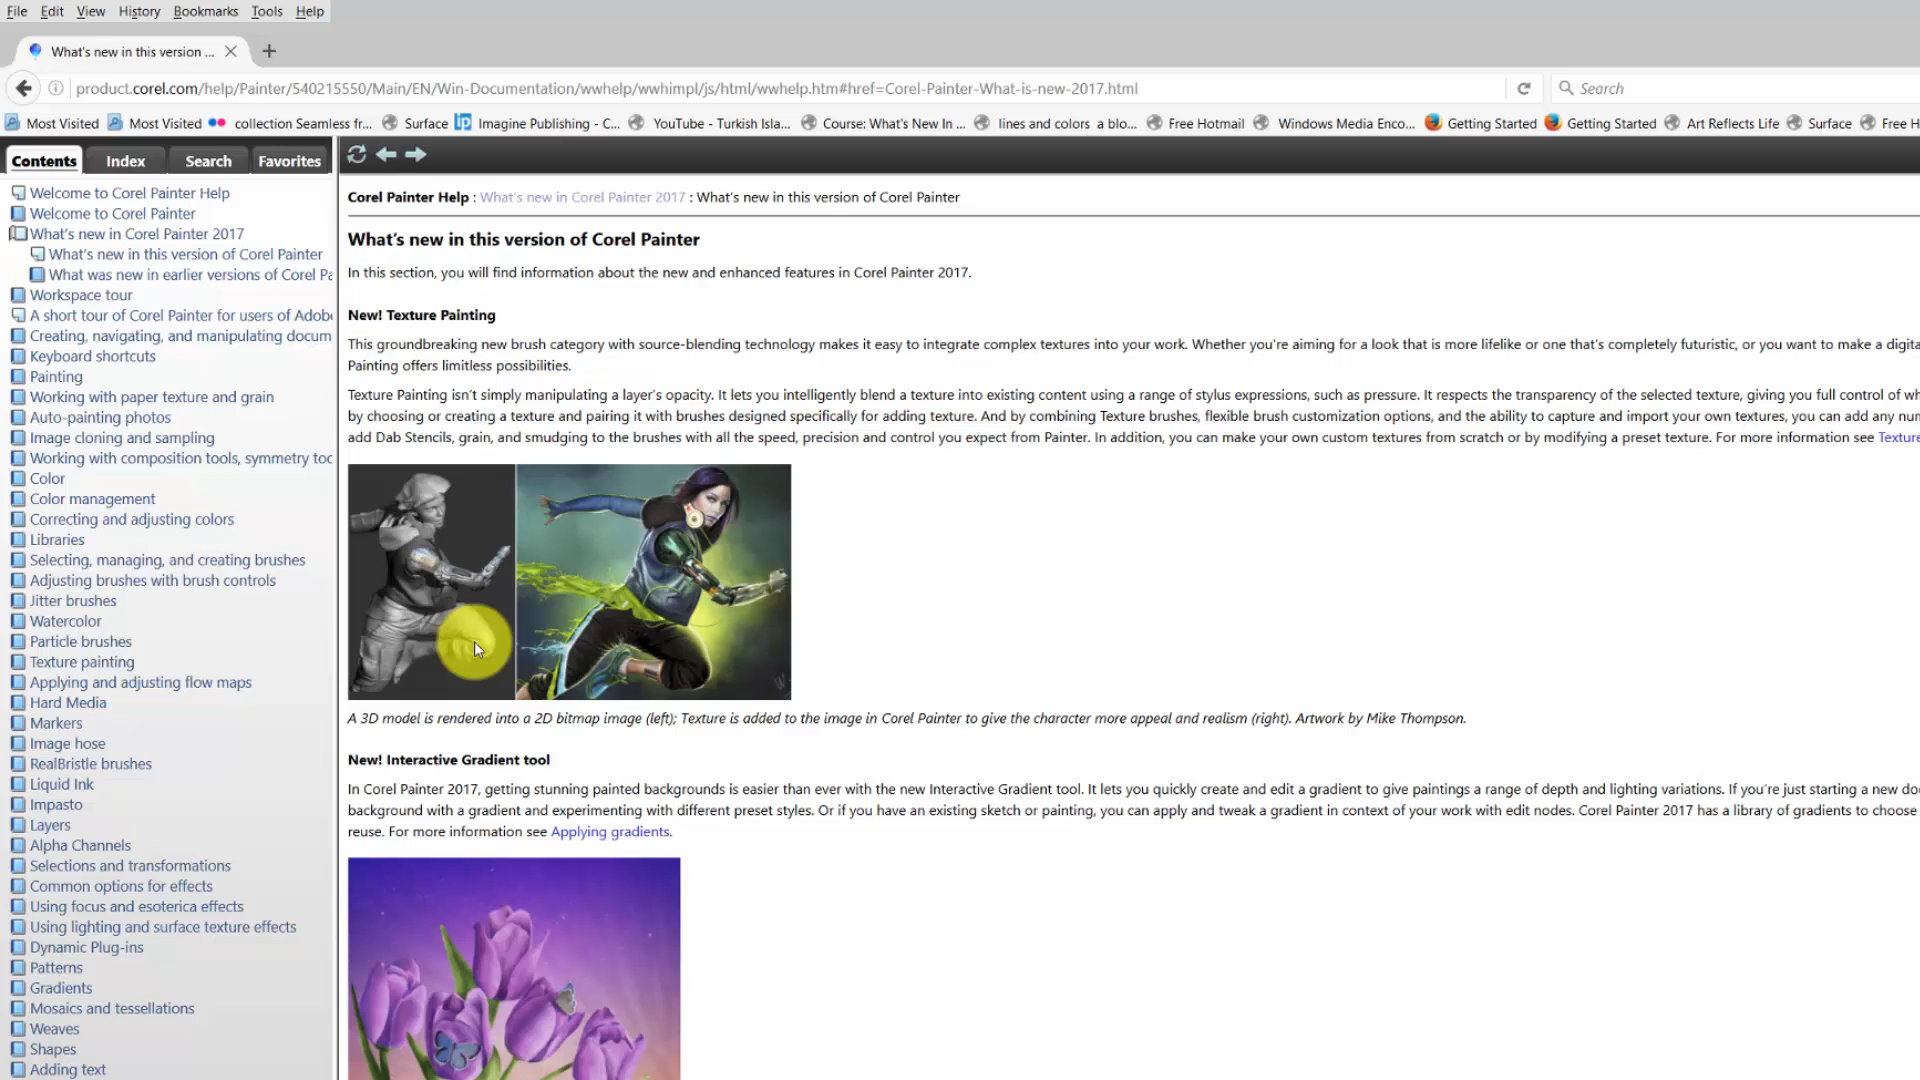 File Edit View History Bookmarks Tools Help
What's new in this version ...
product.corel.com/help/Painter/540215550/Main/EN/Win-Documentation/wwhelp/wwhimpl/js/html/wwhelp.htm#href=Corel-Painter-What-is-new-2017.html
Search
Most Visited Most Visited collection Seamless fr... Surface Imagine Publishing - C... YouTube - Turkish Isla... Course: What's New In ... lines and colors a blo... Free Hotmail Windows Media Enco... Getting Started Getting Started Art Reflects Life Surface Free H
Contents Index Search Favorites
Welcome to Corel Painter Help
Welcome to Corel Painter
What's new in Corel Painter 2017
What's new in this version of Corel Painter
What was new in earlier versions of Corel Pa
Workspace tour
A short tour of Corel Painter for users of Adob
Creating, navigating, and manipulating docum
Keyboard shortcuts
Painting
Working with paper texture and grain
Auto-painting photos
Image cloning and sampling
Working with composition tools, symmetry too
Color
Color management
Correcting and adjusting colors
Libraries
Selecting, managing, and creating brushes
Adjusting brushes with brush controls
Jitter brushes
Watercolor
Particle brushes
Texture painting
Applying and adjusting flow maps
Hard Media
Markers
Image hose
RealBristle brushes
Liquid Ink
Impasto
Layers
Alpha Channels
Selections and transformations
Common options for effects
Using focus and esoterica effects
Using lighting and surface texture effects
Dynamic Plug-ins
Patterns
Gradients
Mosaics and tessellations
Weaves
Shapes
Adding text
Corel Painter Help : What's new in Corel Painter 2017 : What's new in this version of Corel Painter
What's new in this version of Corel Painter
In this section, you will find information about the new and enhanced features in Corel Painter 2017.
New! Texture Painting
This groundbreaking new brush category with source-blending technology makes it easy to integrate complex textures into your work. Whether you're aiming for a look that is more lifelike or one that's completely futuristic, or you want to make a digita
Painting offers limitless possibilities.
Texture Painting isn't simply manipulating a layer's opacity. It lets you intelligently blend a texture into existing content using a range of stylus expressions, such as pressure. It respects the transparency of the selected texture, giving you full control of wh
by choosing or creating a texture and pairing it with brushes designed specifically for adding texture. And by combining Texture brushes, flexible brush customization options, and the ability to capture and import your own textures, you can add any num
add Dab Stencils, grain, and smudging to the brushes with all the speed, precision and control you expect from Painter. In addition, you can make your own custom textures from scratch or by modifying a preset texture. For more information see Texture
A 3D model is rendered into a 2D bitmap image (left); Texture is added to the image in Corel Painter to give the character more appeal and realism (right). Artwork by Mike Thompson.
New! Interactive Gradient tool
In Corel Painter 2017, getting stunning painted backgrounds is easier than ever with the new Interactive Gradient tool. It lets you quickly create and edit a gradient to give paintings a range of depth and lighting variations. If you're just starting a new do
background with a gradient and experimenting with different preset styles. Or if you have an existing sketch or painting, you can apply and tweak a gradient in context of your work with edit nodes. Corel Painter 2017 has a library of gradients to choose
reuse. For more information see Applying gradients.